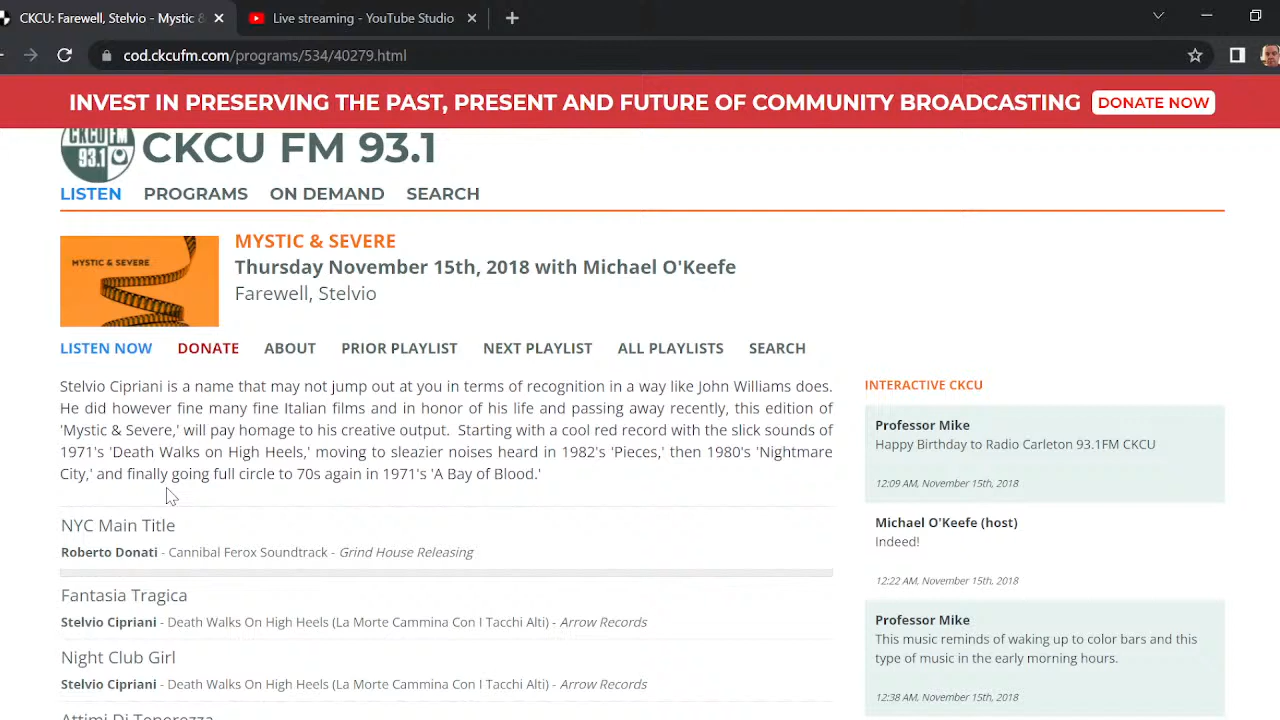 CKCU: Farewell, Stelvio - Mystic &
Live streaming - YouTube Studio
cod.ckcufm.com/programs/534/40279.html
INVEST IN PRESERVING THE PAST, PRESENT AND FUTURE OF COMMUNITY BROADCASTING DONATE NOW
CKCU FM
93.1
CKCU FM 93.1
LISTEN PROGRAMS ON DEMAND SEARCH
MYSTIC & SEVERE
MYSTIC & SEVERE
Thursday November 15th, 2018 with Michael O'Keefe
Farewell, Stelvio
LISTEN NOW DONATE ABOUT PRIOR PLAYLIST NEXT PLAYLIST ALL PLAYLISTS SEARCH
Stelvio Cipriani is a name that may not jump out at you in terms of recognition in a way like John Williams does.
He did however fine many fine Italian films and in honor of his life and passing away recently, this edition of
'Mystic & Severe,' will pay homage to his creative output. Starting with a cool red record with the slick sounds of
1971's 'Death Walks on High Heels,' moving to sleazier noises heard in 1982's 'Pieces,' then 1980's 'Nightmare
City,' and finally going full circle to 70s again in 1971's 'A Bay of Blood.'
NYC Main Title
Roberto Donati - Cannibal Ferox Soundtrack - Grind House Releasing
Fantasia Tragica
Stelvio Cipriani - Death Walks On High Heels (La Morte Cammina Con I Tacchi Alti) - Arrow Records
Night Club Girl
Stelvio Cipriani - Death Walks On High Heels (La Morte Cammina Con I Tacchi Alti) - Arrow Records
Attimi Di Tenerezza
INTERACTIVE CKCU
Professor Mike
Happy Birthday to Radio Carleton 93.1FM CKCU
12:09 AM, November 15th, 2018
Michael O'Keefe (host)
Indeed!
12:22 AM, November 15th, 2018
Professor Mike
This music reminds of waking up to color bars and this
type of music in the early morning hours.
12:38 AM, November 15th, 2018